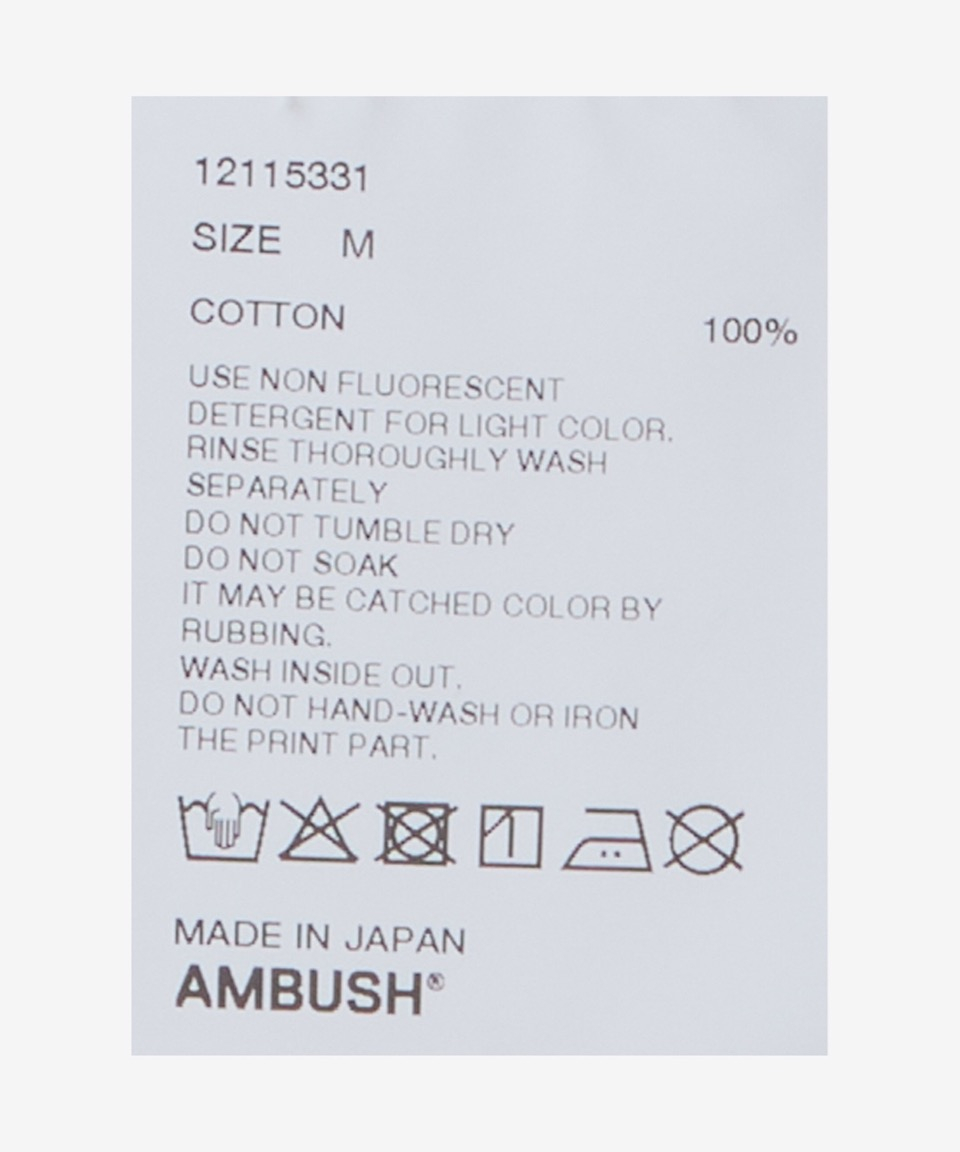 12115331
SIZE M
COTTON 100%
USE NON FLUORESCENT
DETERGENT FOR LIGHT COLOR.
RINSE THOROUGHLY WASH
SEPARATELY
DO NOT TUMBLE DRY
DO NOT SOAK
IT MAY BE CATCHED COLOR BY
RUBBING.
WASH INSIDE OUT.
DO NOT HAND-WASH OR IRON
THE PRINT PART.
MADE IN JAPAN
AMBUSH®